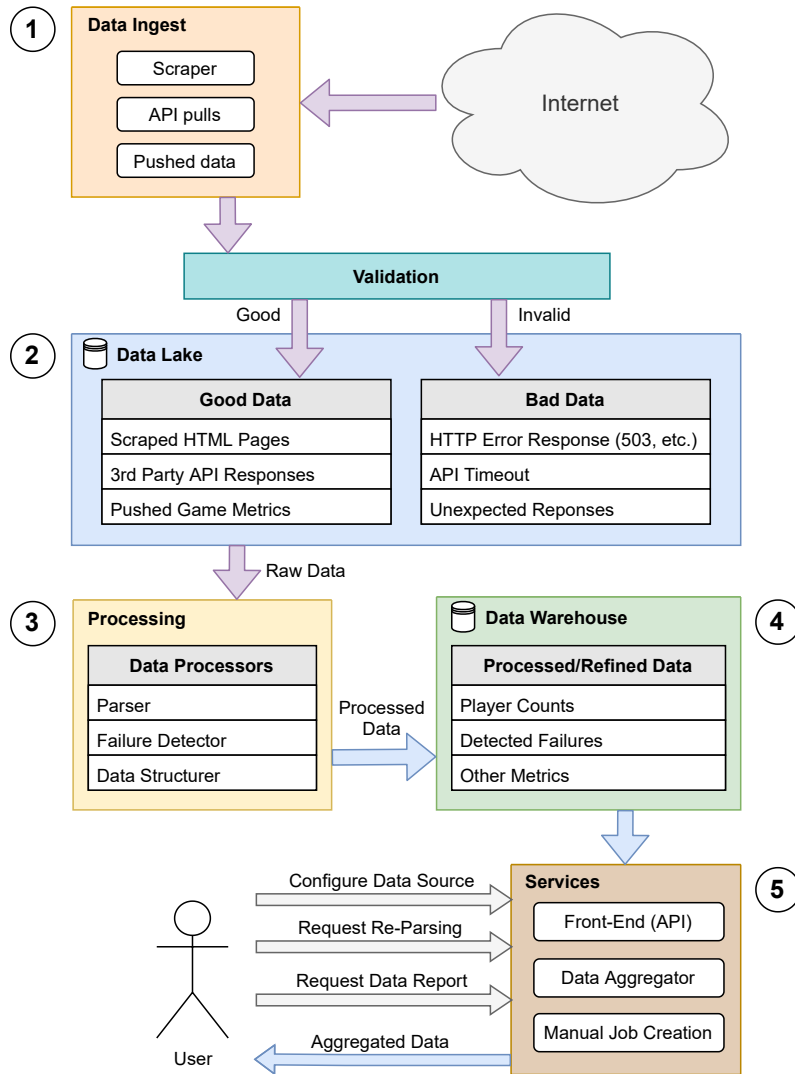 1
Data Ingest
Scraper
API pulls
Pushed data
Internet
Validation
Good
Invalid
2
Data Lake
Good Data
Scraped HTML Pages
3rd Party API Responses
Pushed Game Metrics
Bad Data
HTTP Error Response (503, etc.)
API Timeout
Unexpected Reponses
Raw Data
3
Processing
Data Processors
Parser
Failure Detector
Data Structurer
Processed
Data
4
Data Warehouse
Processed/Refined Data
Player Counts
Detected Failures
Other Metrics
5
Services
Front-End (API)
Data Aggregator
Manual Job Creation
Configure Data Source
Request Re-Parsing
Request Data Report
Aggregated Data
User